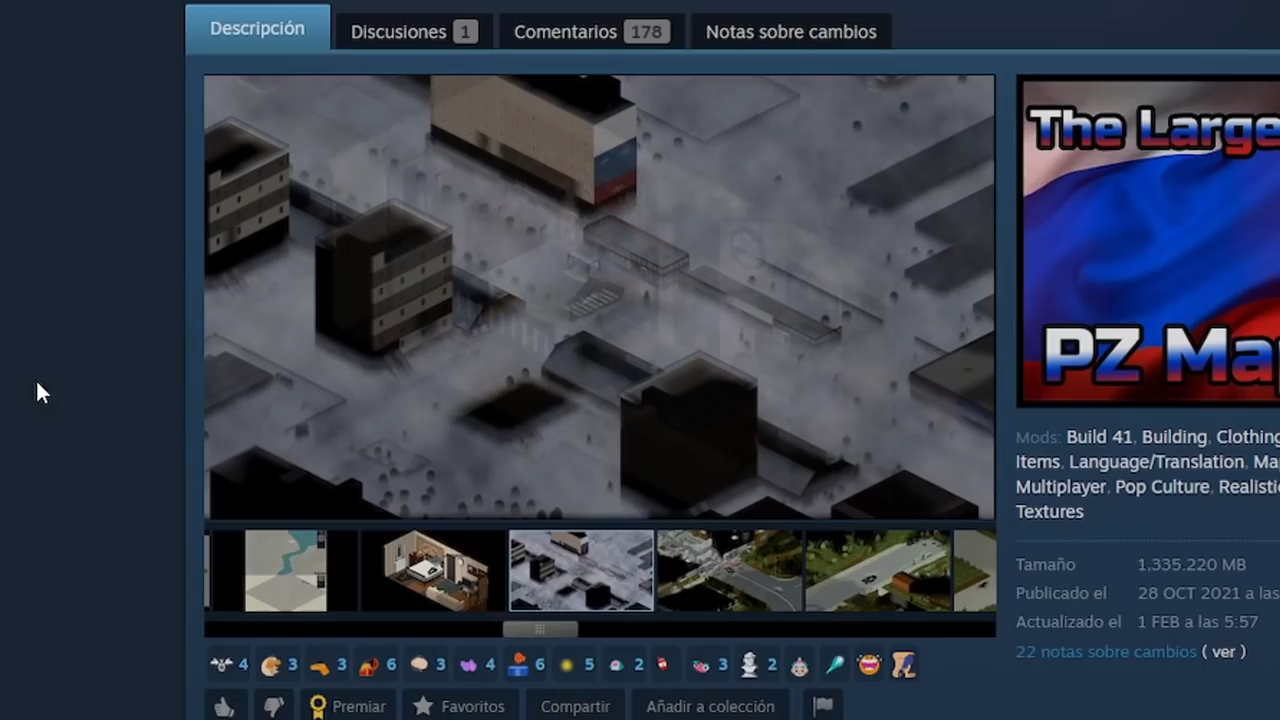 Descripción
Discusiones 1
Comentarios 178
Notas sobre cambios
The Large
PZ Ma
Mods: Build 41, Building, Clothing
Items, Language/Translation, Ma
Multiplayer, Pop Culture, Realistic
Textures
Tamaño 1,335.220 MB
Publicado el 28 OCT 2021 a las
Actualizado el 1 FEB a las 5:57
22 notas sobre cambios ( ver )
4 3 3 6 3 4 6 5 2 3 2
Premiar
Favoritos
Compartir
Añadir a colección